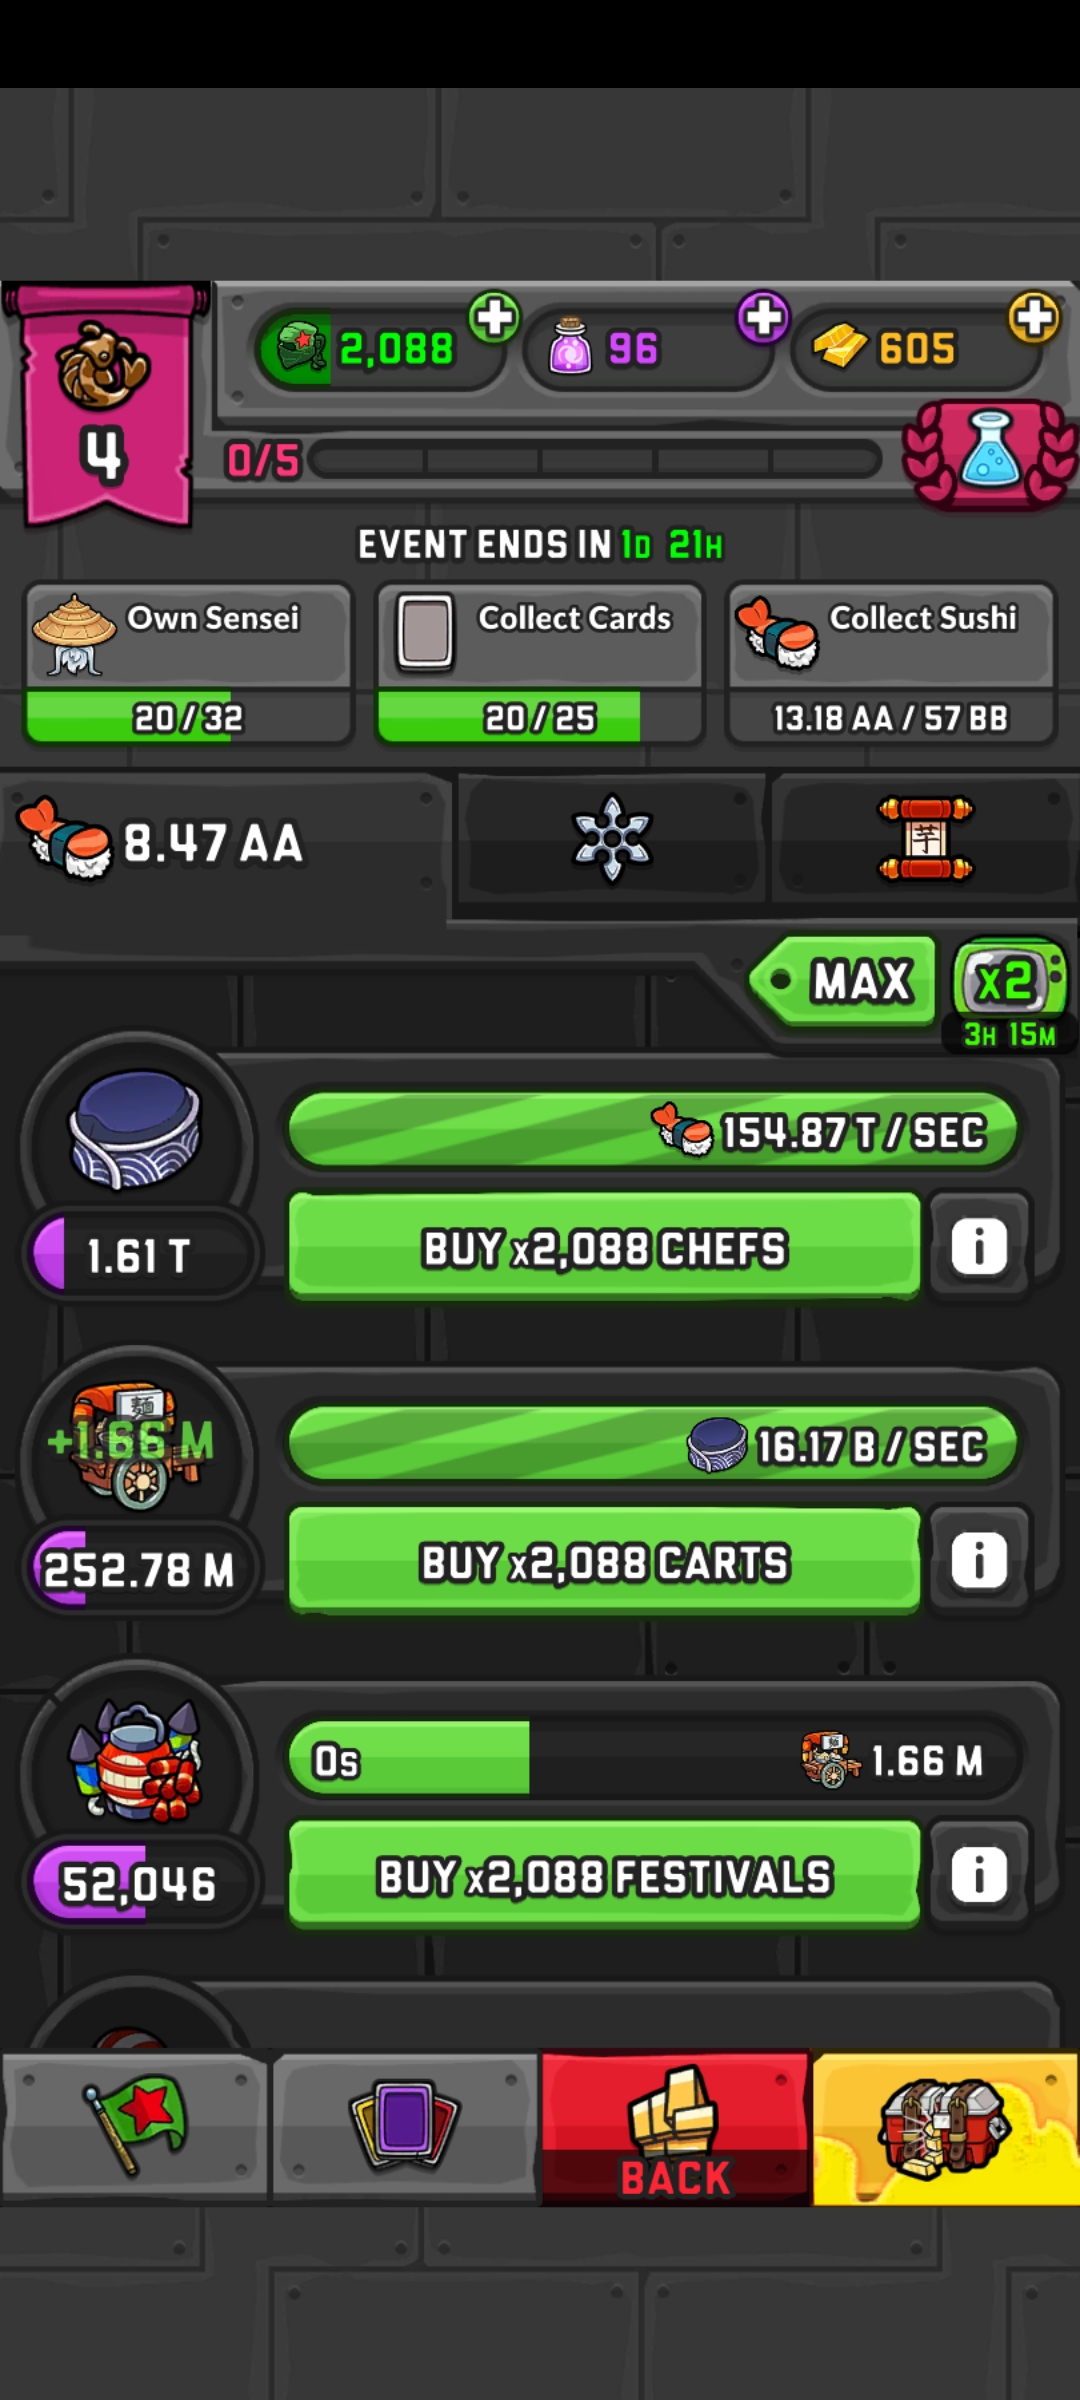 2,088
96
605
4
0/5
EVENT ENDS IN 1D 21H
Own Sensei
Collect Cards
Collect Sushi
20/32
20/25
13.18 AA / 57 BB
8.47 AA
芋
MAX
x2
3H 15M
154.87 T / SEC
1.61 T
BUY x2,088 CHEFS
i
麺
+1.66 M
16.17 B / SEC
252.78 M
BUY x2,088 CARTS
i
0s
1.66 M
52,046
BUY x2,088 FESTIVALS
i
BACK